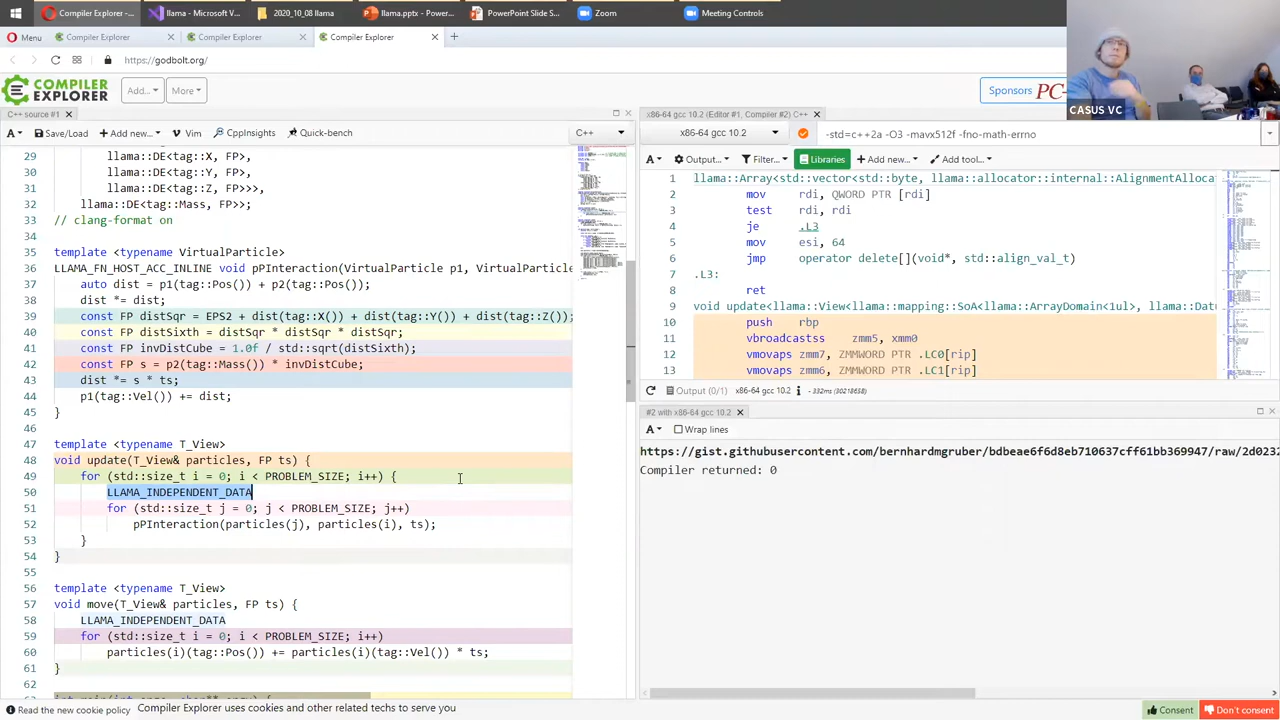 Compiler Explorer -
llama - Microsoft V...
2020_10_08 llama
llama.pptx - Power...
PowerPoint Slide S...
Zoom
Meeting Controls
Menu
Compiler Explorer
Compiler Explorer
Compiler Explorer
https://godbolt.org/
COMPILER
EXPLORER
Add...
More
Sponsors
PC-
CASUS VC
C++ source #1
A
Save/Load
Add new...
Vim
CppInsights
Quick-bench
C++
29 llama::DE<tag::X, FP>,
30 llama::DE<tag::Y, FP>,
31 llama::DE<tag::Z, FP>>>,
32 llama::DE<tag::Mass, FP>>;
33 // clang-format on
34
35 template <typename VirtualParticle>
36 LLAMA_FN_HOST_ACC_INLINE void pPInteraction(VirtualParticle p1, VirtualParticle
37 auto dist = p1(tag::Pos()) + p2(tag::Pos());
38 dist *= dist;
39 const FP distSqr = EPS2 + dist(tag::X()) + dist(tag::Y()) + dist(tag::Z());
40 const FP distSixth = distSqr * distSqr * distSqr;
41 const FP invDistCube = 1.0f / std::sqrt(distSixth);
42 const FP s = p2(tag::Mass()) * invDistCube;
43 dist *= s * ts;
44 p1(tag::Vel()) += dist;
45 }
46
47 template <typename T_View>
48 void update(T_View& particles, FP ts) {
49 for (std::size_t i = 0; i < PROBLEM_SIZE; i++) {
50 LLAMA_INDEPENDENT_DATA
51 for (std::size_t j = 0; j < PROBLEM_SIZE; j++)
52 pPInteraction(particles(j), particles(i), ts);
53 }
54 }
55
56 template <typename T_View>
57 void move(T_View& particles, FP ts) {
58 LLAMA_INDEPENDENT_DATA
59 for (std::size_t i = 0; i < PROBLEM_SIZE; i++)
60 particles(i)(tag::Pos()) += particles(i)(tag::Vel()) * ts;
61 }
62
x86-64 gcc 10.2 (Editor #1, Compiler #2) C++
x86-64 gcc 10.2
-std=c++2a -O3 -mavx512f -fno-math-errno
A
Output...
Filter...
Libraries
Add new...
Add tool...
1 llama::Array<std::vector<std::byte, llama::allocator::internal::AlignmentAllocat
2 mov rdi, QWORD PTR [rdi]
3 test rdi, rdi
4 je .L3
5 mov esi, 64
6 jmp operator delete[](void*, std::align_val_t)
7 .L3:
8 ret
9 void update<llama::View<llama::mapping::SoA<llama::ArrayDomain<1ul>, llama::Dat
10 push rbp
11 vbroadcastss zmm5, xmm0
12 vmovaps zmm7, ZMMWORD PTR .LC0[rip]
13 vmovaps zmm6, ZMMWORD PTR .LC1[rip]
Output (0/1) x86-64 gcc 10.2 i - 332ms (302186SB)
#2 with x86-64 gcc 10.2
A
Wrap lines
https://gist.githubusercontent.com/bernhardmgruber/bdbeae6f6d8eb710637cff61bb369947/raw/2d0232
Compiler returned: 0
Read the new cookie policy
Compiler Explorer uses cookies and other related techs to serve you
Consent
Don't consent